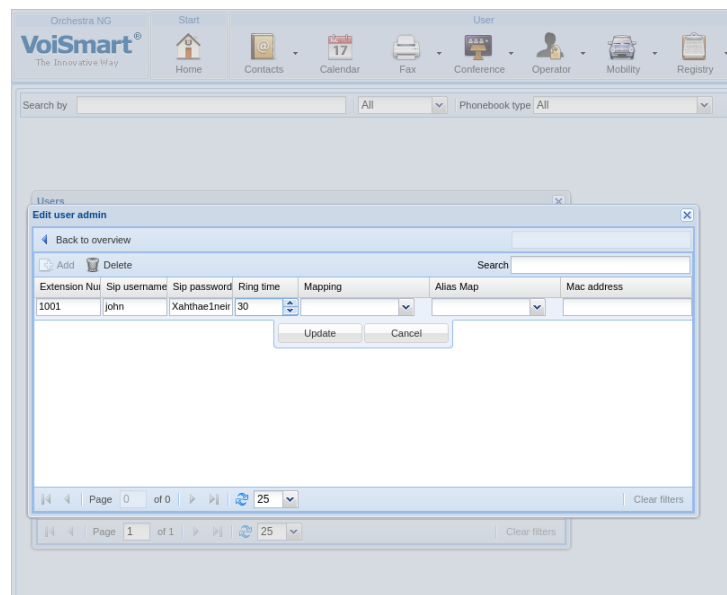 Orchestra NG
Start
User
VoiSmart®
The Innovative Way
Home
Contacts
17
Calendar
Fax
Conference
Operator
Mobility
Registry
Search by
All
Phonebook type All
Users
Edit user admin
Back to overview
Add Delete Search
Extension Nu Sip username Sip password Ring time Mapping Alias Map Mac address
1001 john Xahthae1nei 30
Update Cancel
Page 0 of 0 25 Clear filters
Page 1 of 1 25 Clear filters